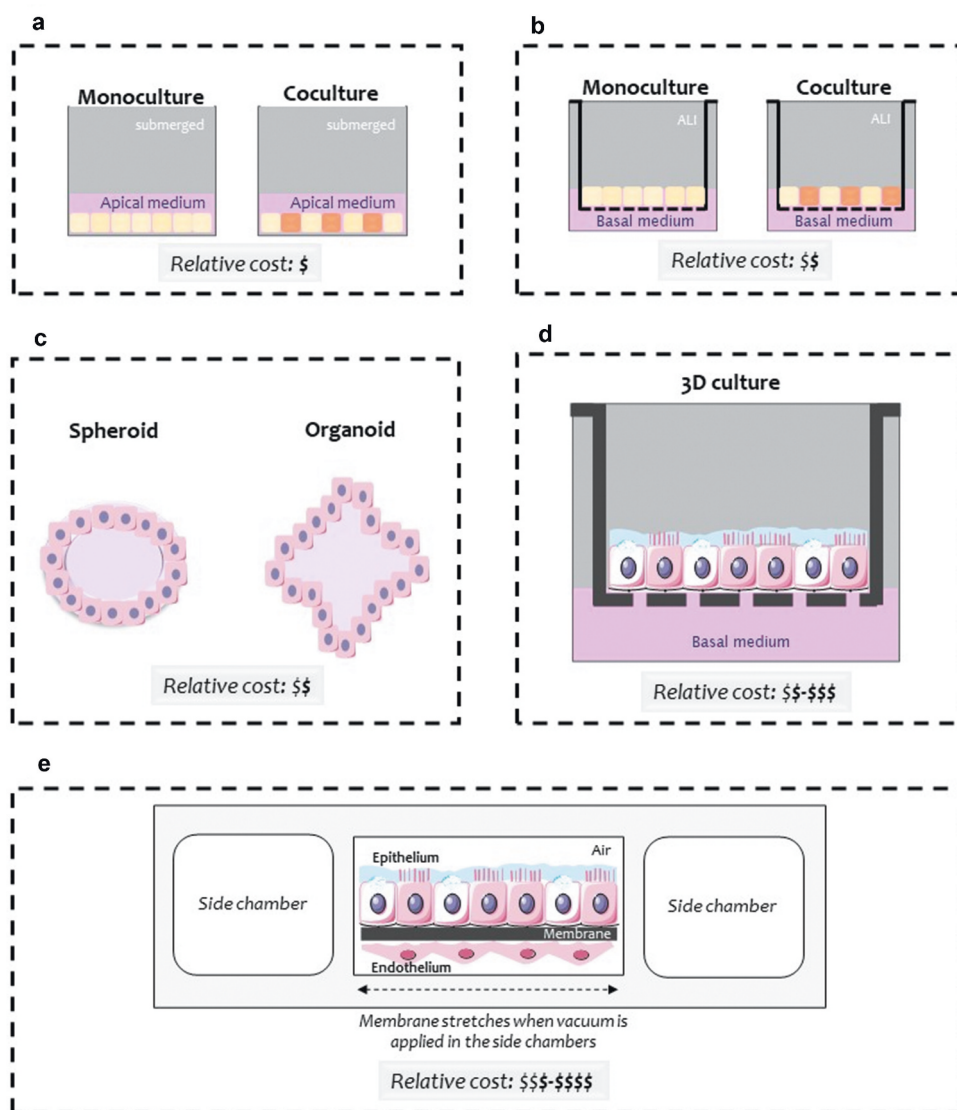 a
Monoculture
submerged
Apical medium
Coculture
submerged
Apical medium
Relative cost: $
b
Monoculture
ALI
Basal medium
Coculture
ALI
Basal medium
Relative cost: $$
c
Spheroid
Organoid
Relative cost: $$
d
3D culture
Basal medium
Relative cost: $$-$$$
e
Side chamber
Epithelium
Air
Membrane
Endothelium
Side chamber
Membrane stretches when vacuum is
applied in the side chambers
Relative cost: $$$-$$$$